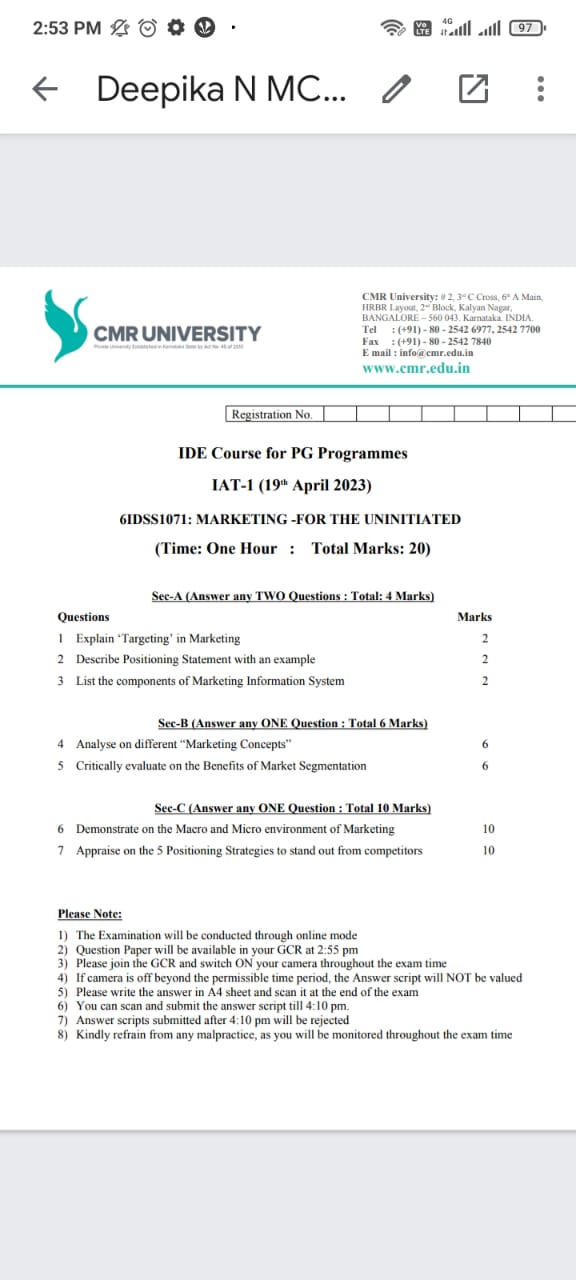 2:53 PM
Vo
LTE
4G
97
Deepika N MC...
CMR UNIVERSITY
Private University Established in Karnataka State by Act No. 45 of 2013
CMR University: # 2, 3rd C Cross, 6th A Main,
HRBR Layout, 2nd Block, Kalyan Nagar,
BANGALORE – 560 043. Karnataka. INDIA.
Tel : (+91) - 80 - 2542 6977, 2542 7700
Fax : (+91) - 80 - 2542 7840
E mail : info@cmr.edu.in
www.cmr.edu.in
Registration No.
IDE Course for PG Programmes
IAT-1 (19th April 2023)
6IDSS1071: MARKETING -FOR THE UNINITIATED
(Time: One Hour : Total Marks: 20)
Sec-A (Answer any TWO Questions : Total: 4 Marks)
Questions Marks
1 Explain ‘Targeting’ in Marketing 2
2 Describe Positioning Statement with an example 2
3 List the components of Marketing Information System 2
Sec-B (Answer any ONE Question : Total 6 Marks)
4 Analyse on different “Marketing Concepts” 6
5 Critically evaluate on the Benefits of Market Segmentation 6
Sec-C (Answer any ONE Question : Total 10 Marks)
6 Demonstrate on the Macro and Micro environment of Marketing 10
7 Appraise on the 5 Positioning Strategies to stand out from competitors 10
Please Note:
1) The Examination will be conducted through online mode
2) Question Paper will be available in your GCR at 2:55 pm
3) Please join the GCR and switch ON your camera throughout the exam time
4) If camera is off beyond the permissible time period, the Answer script will NOT be valued
5) Please write the answer in A4 sheet and scan it at the end of the exam
6) You can scan and submit the answer script till 4:10 pm.
7) Answer scripts submitted after 4:10 pm will be rejected
8) Kindly refrain from any malpractice, as you will be monitored throughout the exam time